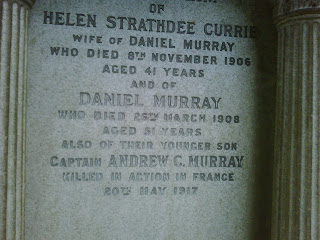 OF
HELEN STRATHDEE CURRIE
WIFE OF DANIEL MURRAY
WHO DIED 8TH NOVEMBER 1906
AGED 41 YEARS
AND OF
DANIEL MURRAY
WHO DIED 26TH MARCH 1908
AGED 51 YEARS
ALSO OF THEIR YOUNGER SON
CAPTAIN ANDREW C. MURRAY
KILLED IN ACTION IN FRANCE
20TH MAY 1917